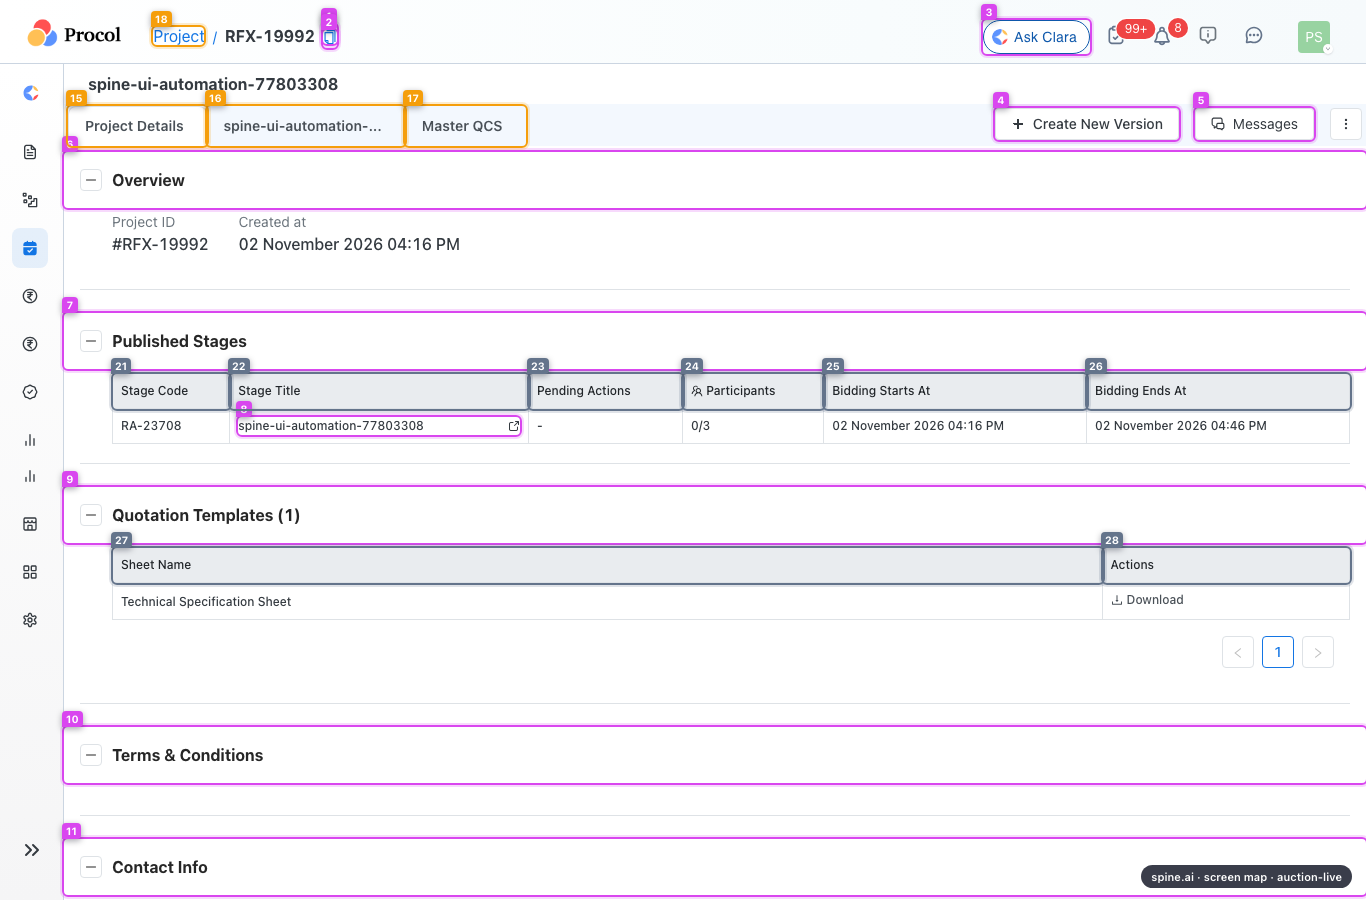 Procol
18
Project / RFX-19992
2
3
Ask Clara
99+
8
PS
spine-ui-automation-77803308
15
16
17
4
5
Project Details
spine-ui-automation-...
Master QCS
+ Create New Version
Messages
6
Overview
Project ID
Created at
#RFX-19992
02 November 2026 04:16 PM
7
Published Stages
21
22
23
24
25
26
Stage Code
Stage Title
Pending Actions
Participants
Bidding Starts At
Bidding Ends At
8
RA-23708
spine-ui-automation-77803308
-
0/3
02 November 2026 04:16 PM
02 November 2026 04:46 PM
9
Quotation Templates (1)
27
28
Sheet Name
Actions
Technical Specification Sheet
Download
< 1 >
10
Terms & Conditions
11
Contact Info
spine.ai · screen map · auction-live